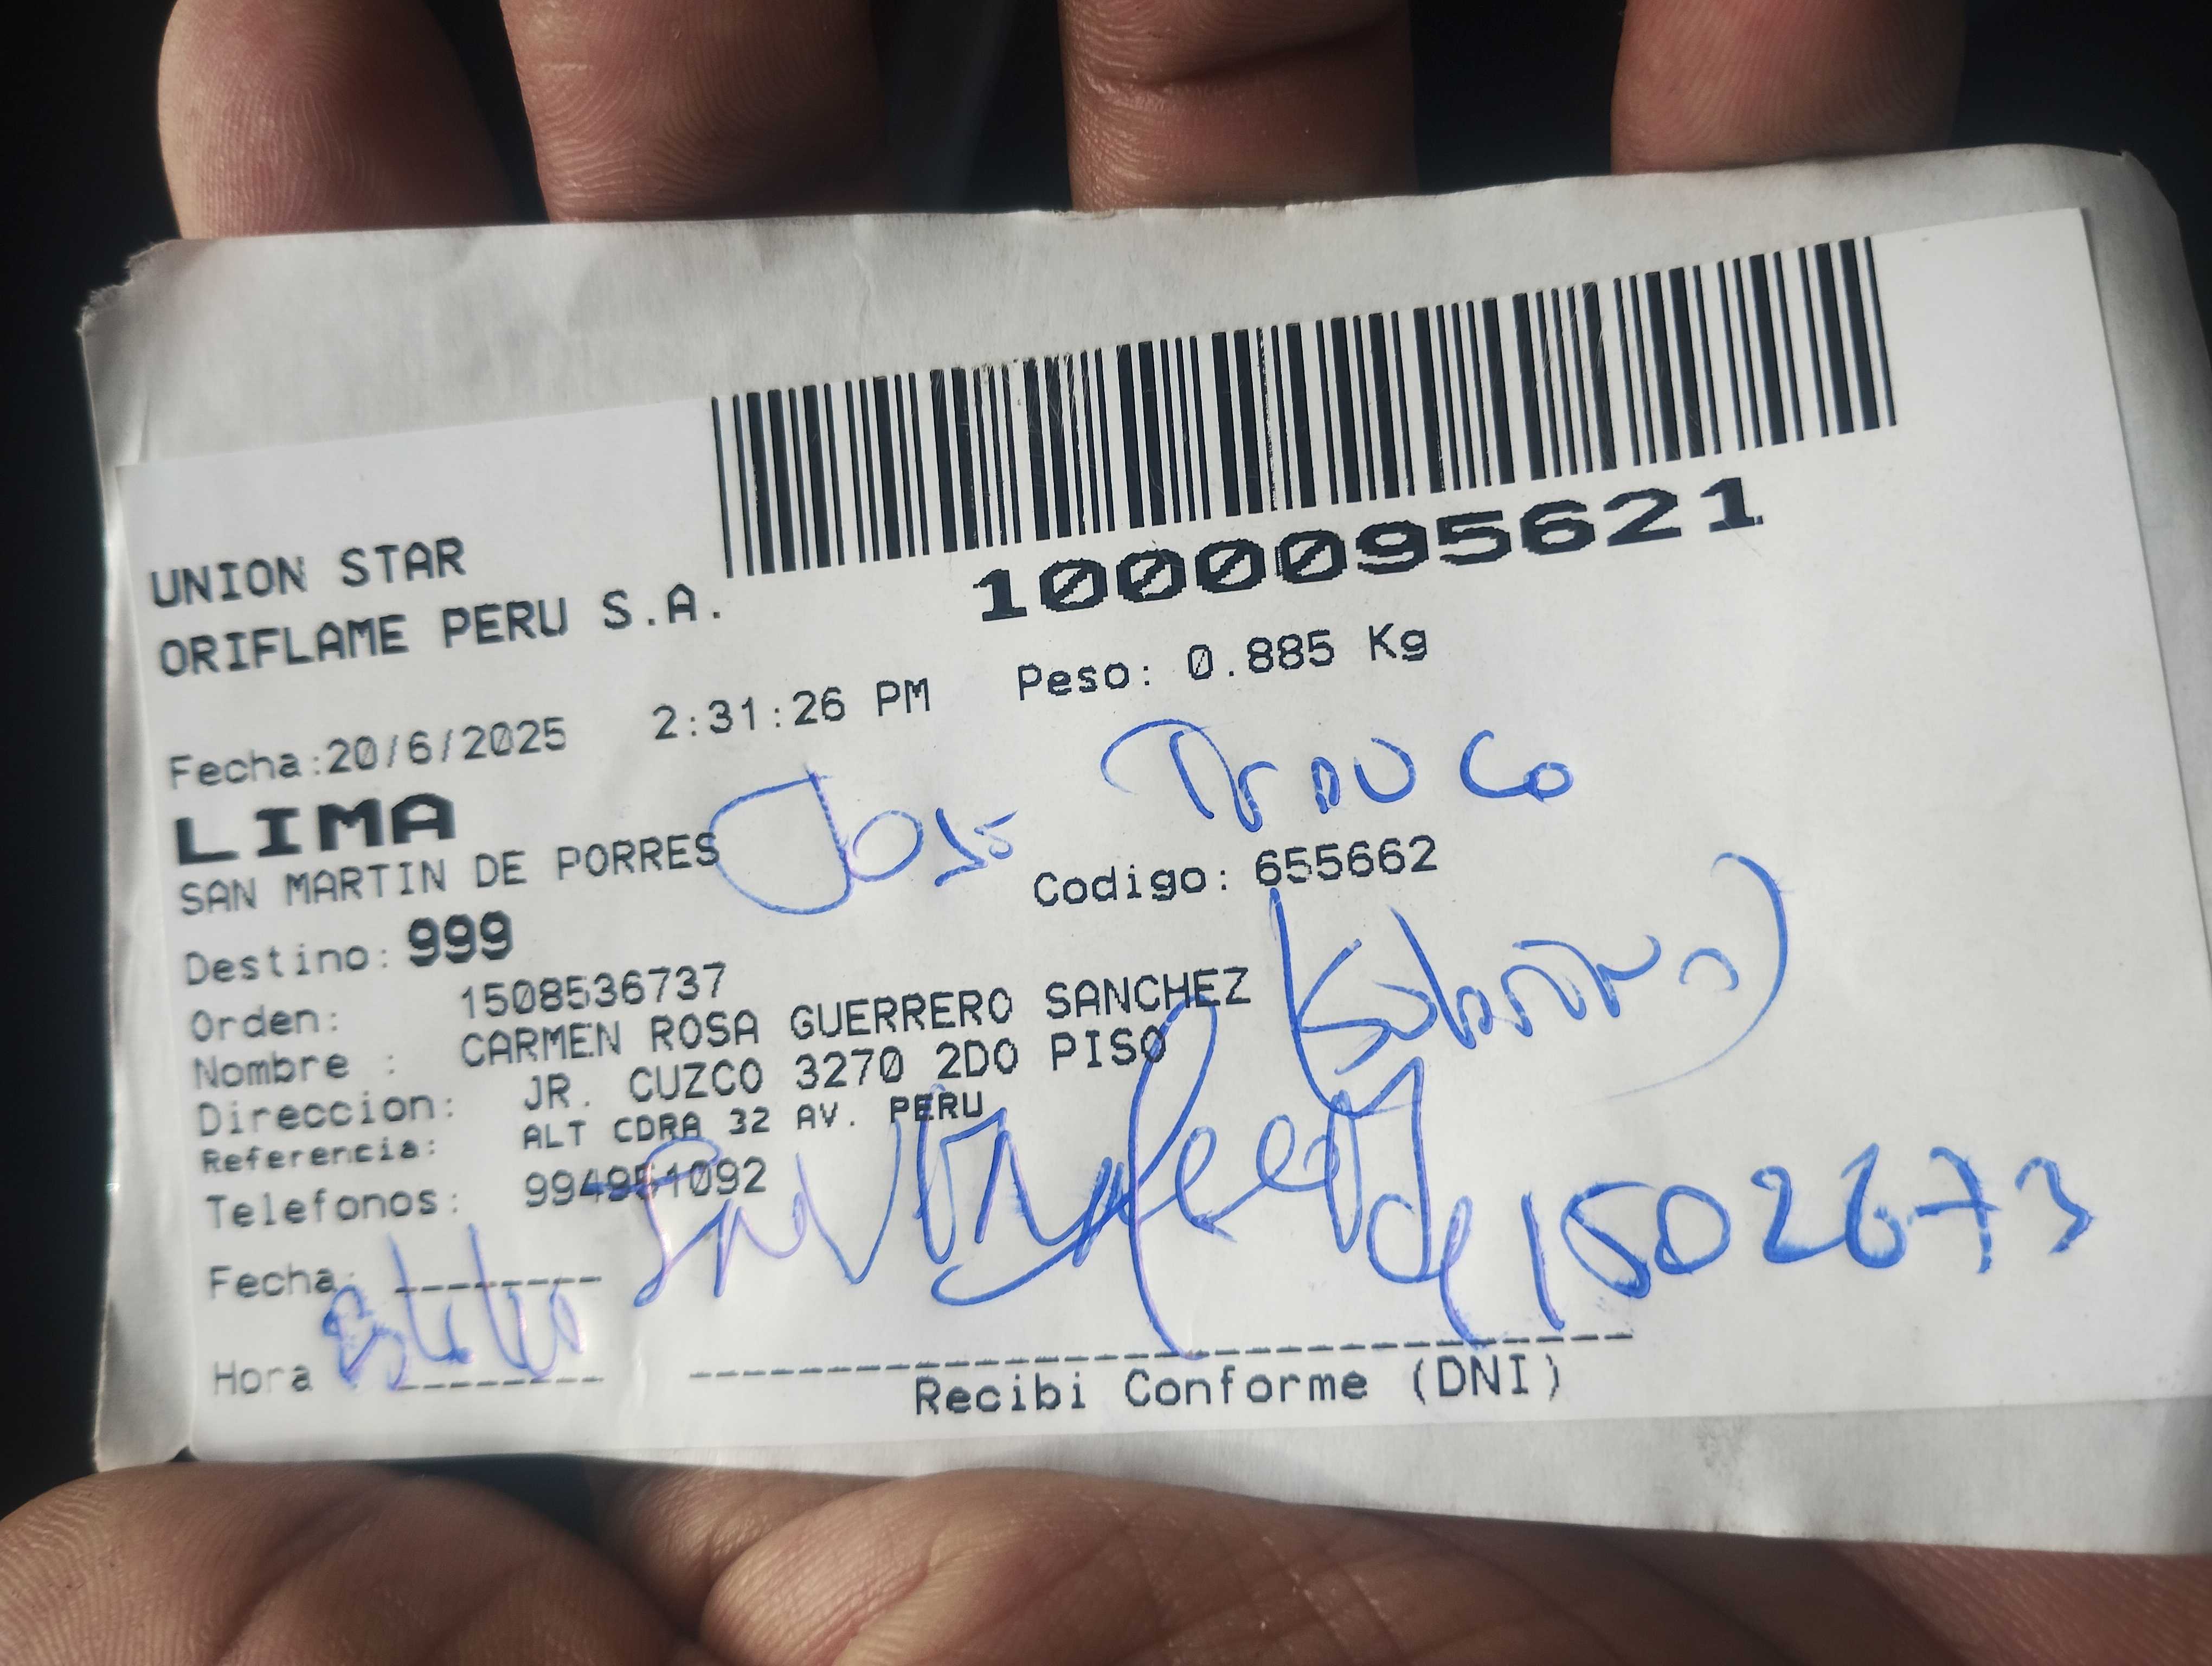 1000095621
UNION STAR
ORIFLAME PERU S.A.
Fecha:20/6/2025 2:31:26 PM Peso: 0.885 Kg
LIMA
SAN MARTIN DE PORRES
Codigo: 655662
Destino: 999
Orden: 1508536737
Nombre : CARMEN ROSA GUERRERO SANCHEZ
Direccion: JR. CUZCO 3270 2DO PISO
Referencia: ALT CDRA 32 AV. PERU
Telefonos: 994951092
Fecha:
Hora
Recibi Conforme (DNI)